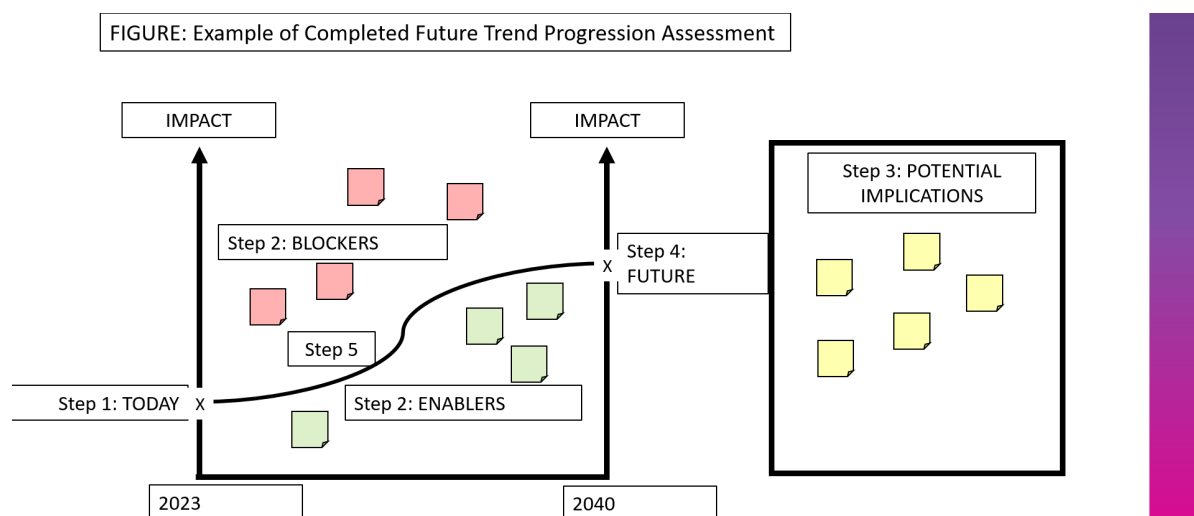 FIGURE: Example of Completed Future Trend Progression Assessment
IMPACT
IMPACT
Step 3: POTENTIAL
IMPLICATIONS
Step 2: BLOCKERS
Step 4:
FUTURE
X
Step 5
Step 1: TODAY
X
Step 2: ENABLERS
2023
2040